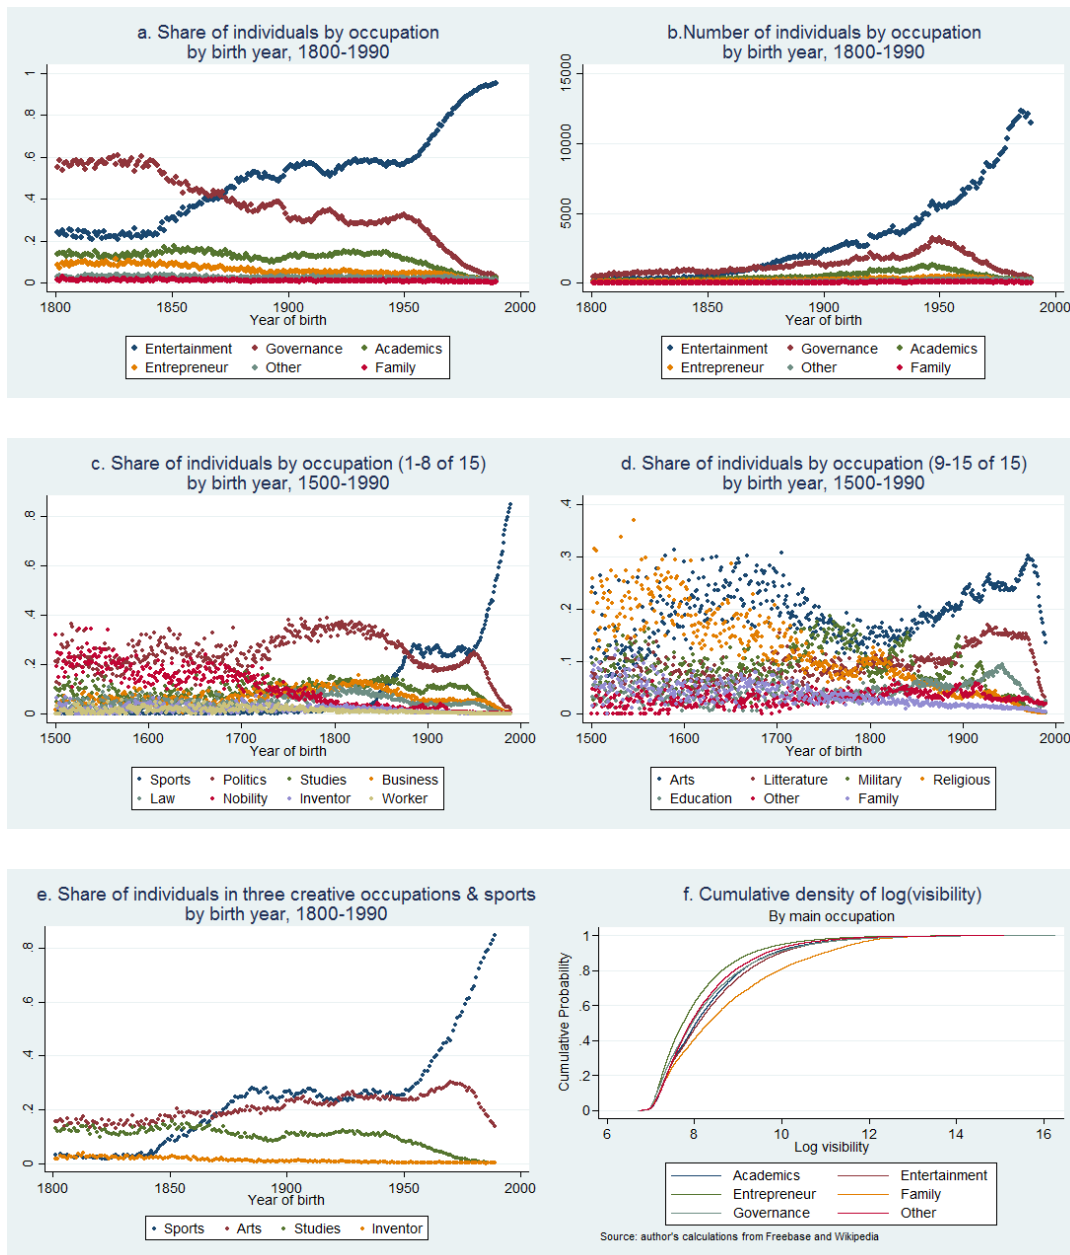 a. Share of individuals by occupation
by birth year, 1800-1990
1
.8
.6
.4
.2
0
1800 1850 1900 1950 2000
Year of birth
Entertainment Governance Academics
Entrepreneur Other Family
b.Number of individuals by occupation
by birth year, 1800-1990
15000
10000
5000
0
1800 1850 1900 1950 2000
Year of birth
Entertainment Governance Academics
Entrepreneur Other Family
c. Share of individuals by occupation (1-8 of 15)
by birth year, 1500-1990
.8
.6
.4
.2
0
1500 1600 1700 1800 1900 2000
Year of birth
Sports Politics Studies Business
Law Nobility Inventor Worker
d. Share of individuals by occupation (9-15 of 15)
by birth year, 1500-1990
.4
.3
.2
.1
0
1500 1600 1700 1800 1900 2000
Year of birth
Arts Litterature Military Religious
Education Other Family
e. Share of individuals in three creative occupations & sports
by birth year, 1800-1990
.8
.6
.4
.2
0
1800 1850 1900 1950 2000
Year of birth
Sports Arts Studies Inventor
f. Cumulative density of log(visibility)
By main occupation
Cumulative Probability
1
.8
.6
.4
.2
0
6 8 10 12 14 16
Log visibility
Academics Entertainment
Entrepreneur Family
Governance Other
Source: author's calculations from Freebase and Wikipedia